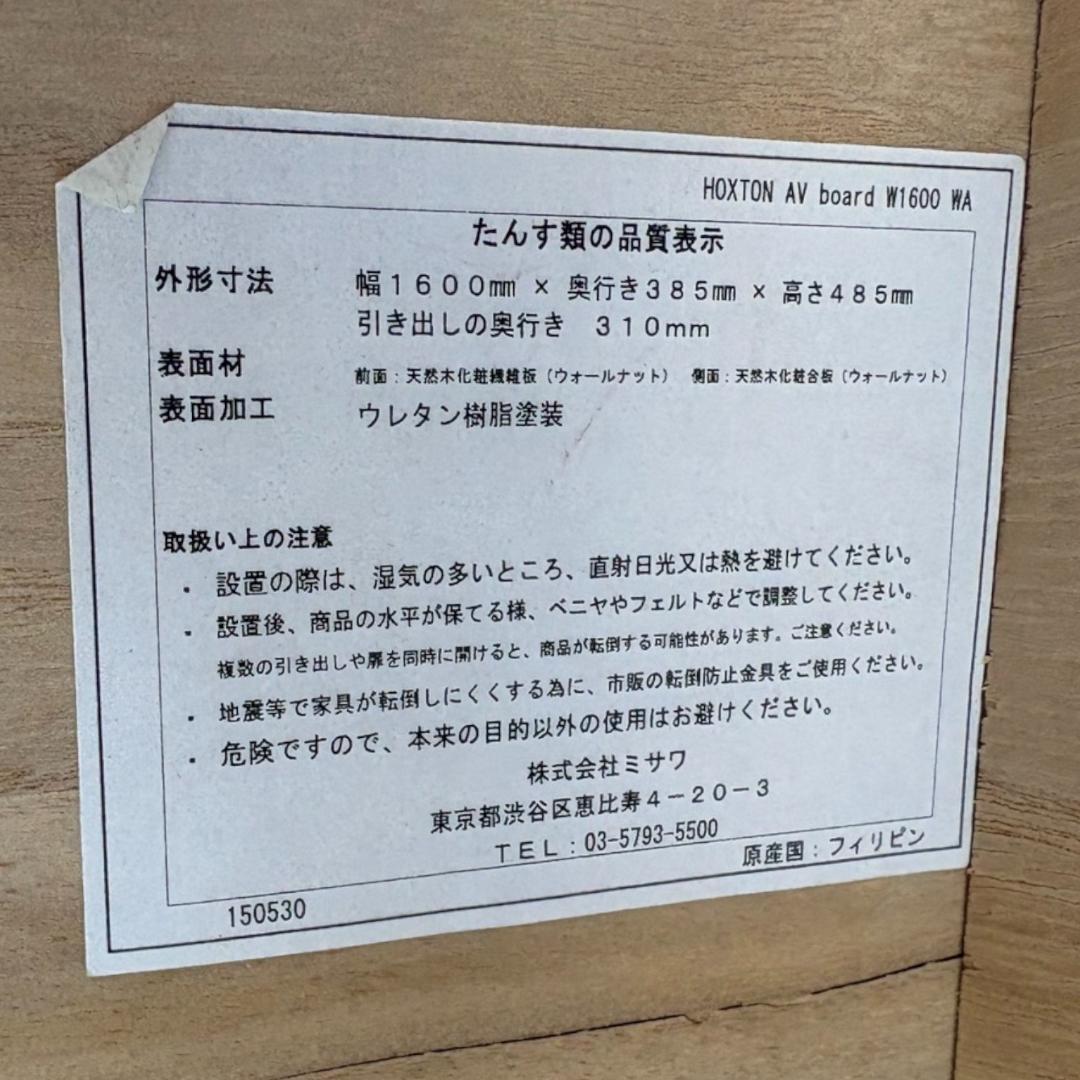 HOXTON AV board W1600 WA
たんす類の品質表示
外形寸法 幅1600㎜ × 奥行き385㎜ × 高さ485㎜
引き出しの奥行き 310mm
表面材 前面：天然木化粧繊維板（ウォールナット） 側面：天然木化粧合板（ウォールナット）
表面加工 ウレタン樹脂塗装
取扱い上の注意
・ 設置の際は、湿気の多いところ、直射日光又は熱を避けてください。
・ 設置後、商品の水平が保てる様、ベニヤやフェルトなどで調整してください。
複数の引き出しや扉を同時に開けると、商品が転倒する可能性があります。ご注意ください。
・ 地震等で家具が転倒しにくくする為に、市販の転倒防止金具をご使用ください。
・ 危険ですので、本来の目的以外の使用はお避けください。
株式会社ミサワ
東京都渋谷区恵比寿４－２０－３
ＴＥＬ：03-5793-5500
原産国：フィリピン
150530